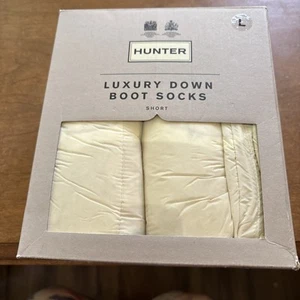 L
HUNTER
LUXURY DOWN
BOOT SOCKS
SHORT